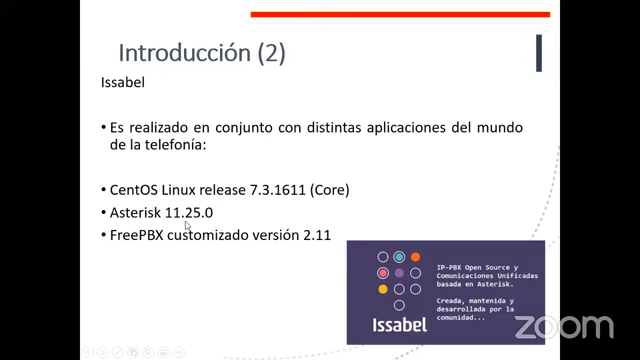 Introducción (2)
Issabel
• Es realizado en conjunto con distintas aplicaciones del mundo
de la telefonía:
• CentOS Linux release 7.3.1611 (Core)
• Asterisk 11.25.0
• FreePBX customizado versión 2.11
IP-PBX Open Source y
Comunicaciones Unificadas
basada en Asterisk.
Creada, mantenida y
desarrollada por la
comunidad...
Issabel
zoom